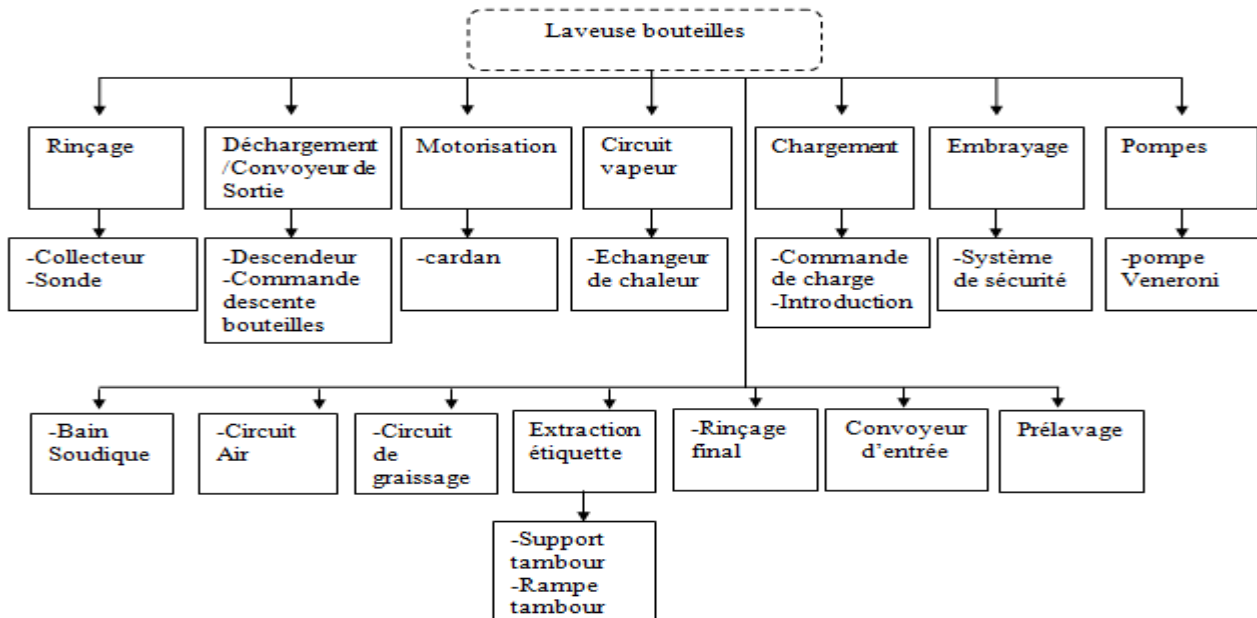 Laveuse bouteilles
Rinçage
Déchargement
/Convoyeur de
Sortie
Motorisation
Circuit
vapeur
Chargement
Embrayage
Pompes
-Collecteur
-Sonde
-Descendeur
-Commande
descente
bouteilles
-cardan
-Echangeur
de chaleur
-Commande
de charge
-Introduction
-Système
de sécurité
-pompe
Veneroni
-Bain
Soudique
-Circuit
Air
-Circuit
de
graissage
Extraction
étiquette
-Rinçage
final
Convoyeur
d'entrée
Prélavage
-Support
tambour
-Rampe
tambour